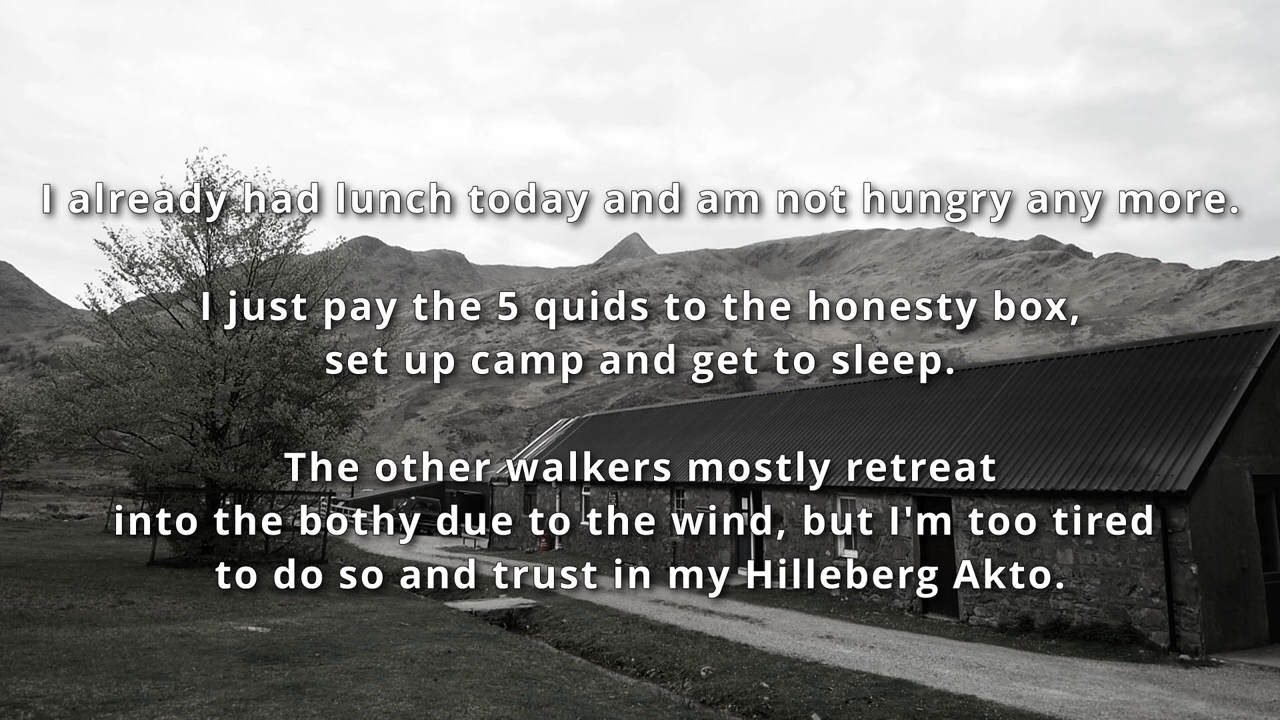 I already had lunch today and am not hungry any more.
I just pay the 5 quids to the honesty box,
set up camp and get to sleep.
The other walkers mostly retreat
into the bothy due to the wind, but I'm too tired
to do so and trust in my Hilleberg Akto.